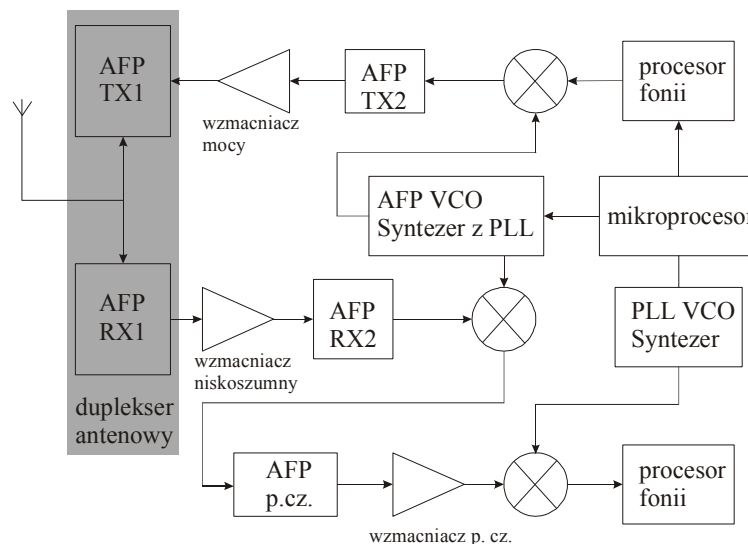 AFP
TX1
wzmacniacz
mocy
AFP
TX2
procesor
fonii
AFP VCO
Syntezer z PLL
mikroprocesor
AFP
RX1
wzmacniacz
niskoszumny
AFP
RX2
PLL VCO
Syntezer
duplekser
antenowy
AFP
p.cz.
wzmacniacz p. cz.
procesor
fonii